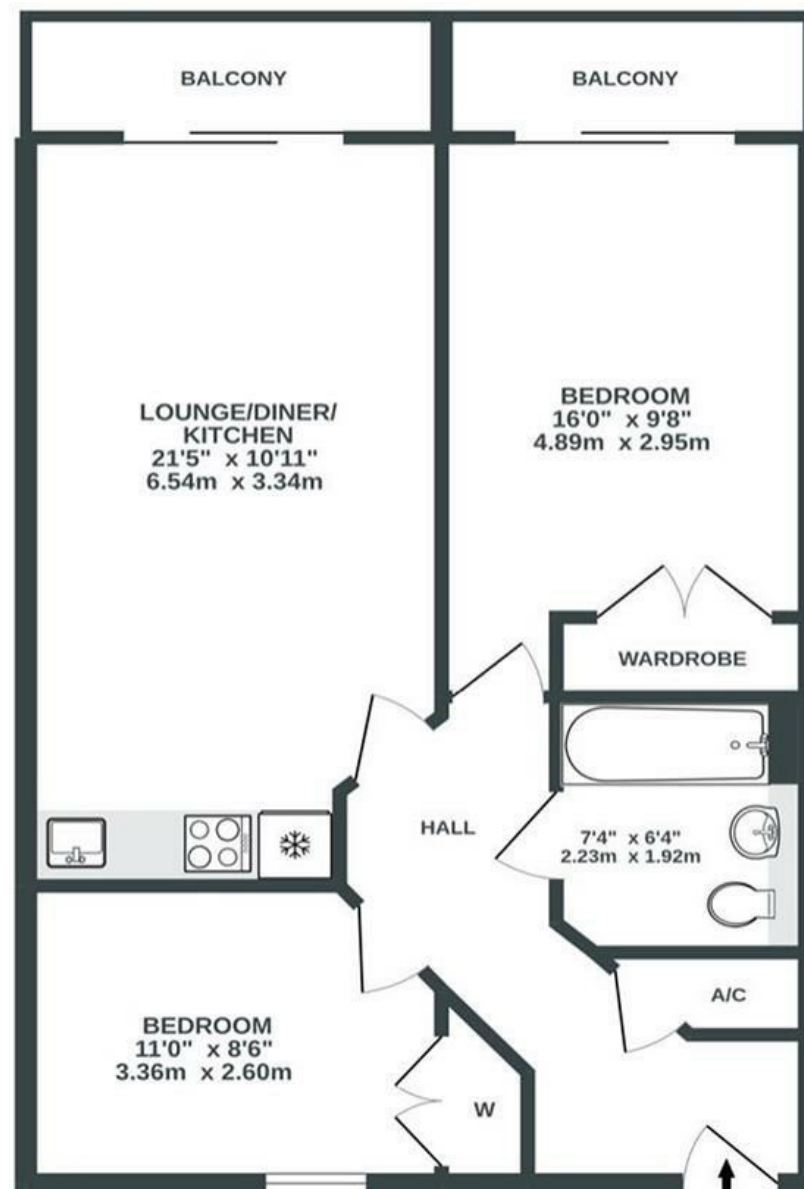 BALCONY
BALCONY
LOUNGE/DINER/
KITCHEN
21'5" x 10'11"
6.54m x 3.34m
BEDROOM
16'0" x 9'8"
4.89m x 2.95m
WARDROBE
HALL
7'4" x 6'4"
2.23m x 1.92m
A/C
BEDROOM
11'0" x 8'6"
3.36m x 2.60m
W